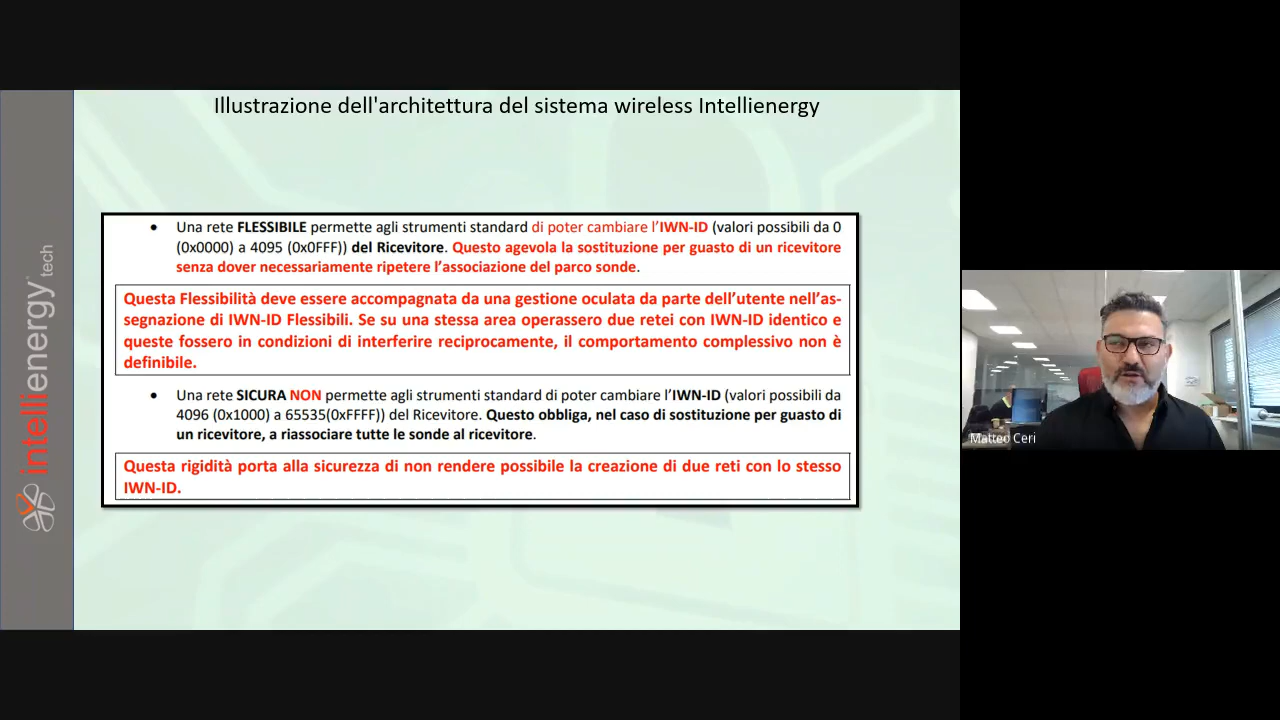 Illustrazione dell'architettura del sistema wireless Intellienergy
intellienergy tech
• Una rete FLESSIBILE permette agli strumenti standard di poter cambiare l'IWN-ID (valori possibili da 0
(0x0000) a 4095 (0x0FFF)) del Ricevitore. Questo agevola la sostituzione per guasto di un ricevitore
senza dover necessariamente ripetere l'associazione del parco sonde.
Questa Flessibilità deve essere accompagnata da una gestione oculata da parte dell'utente nell'as-
segnazione di IWN-ID Flessibili. Se su una stessa area operassero due retei con IWN-ID identico e
queste fossero in condizioni di interferire reciprocamente, il comportamento complessivo non è
definibile.
• Una rete SICURA NON permette agli strumenti standard di poter cambiare l'IWN-ID (valori possibili da
4096 (0x1000) a 65535(0xFFFF)) del Ricevitore. Questo obbliga, nel caso di sostituzione per guasto di
un ricevitore, a riassociare tutte le sonde al ricevitore.
Questa rigidità porta alla sicurezza di non rendere possibile la creazione di due reti con lo stesso
IWN-ID.
Matteo Ceri